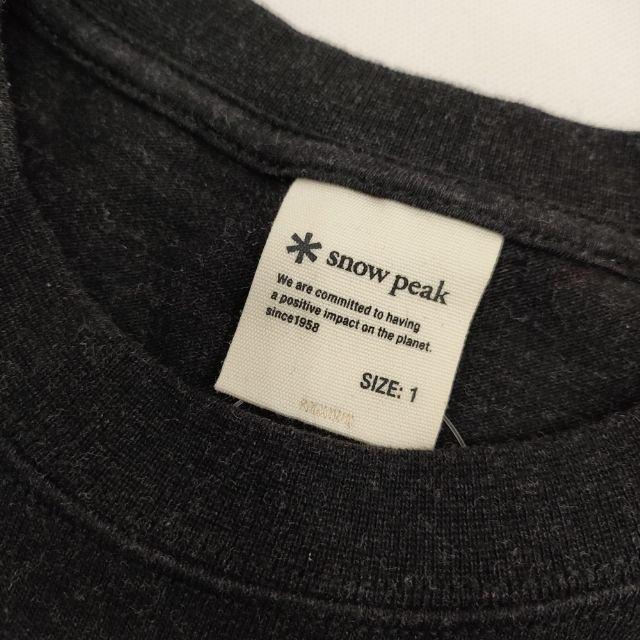 snow peak
We are committed to having
a positive impact on the planet.
since1958
SIZE: 1